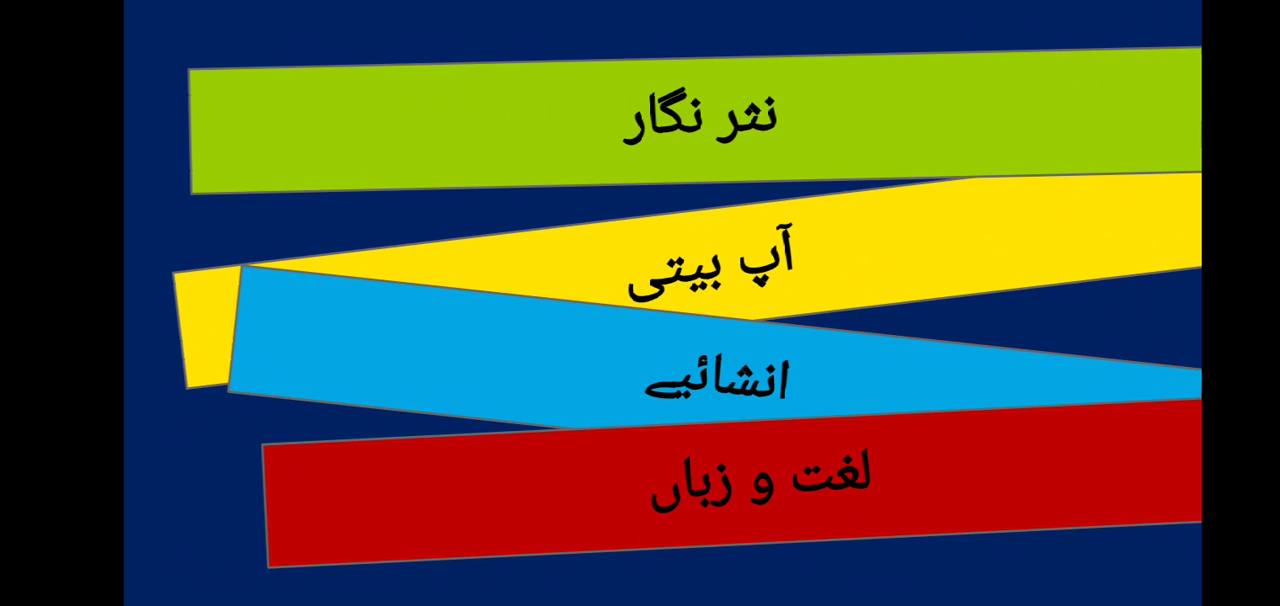 نثر نگار
آپ بیتی
انشائیے
لغت و زباں